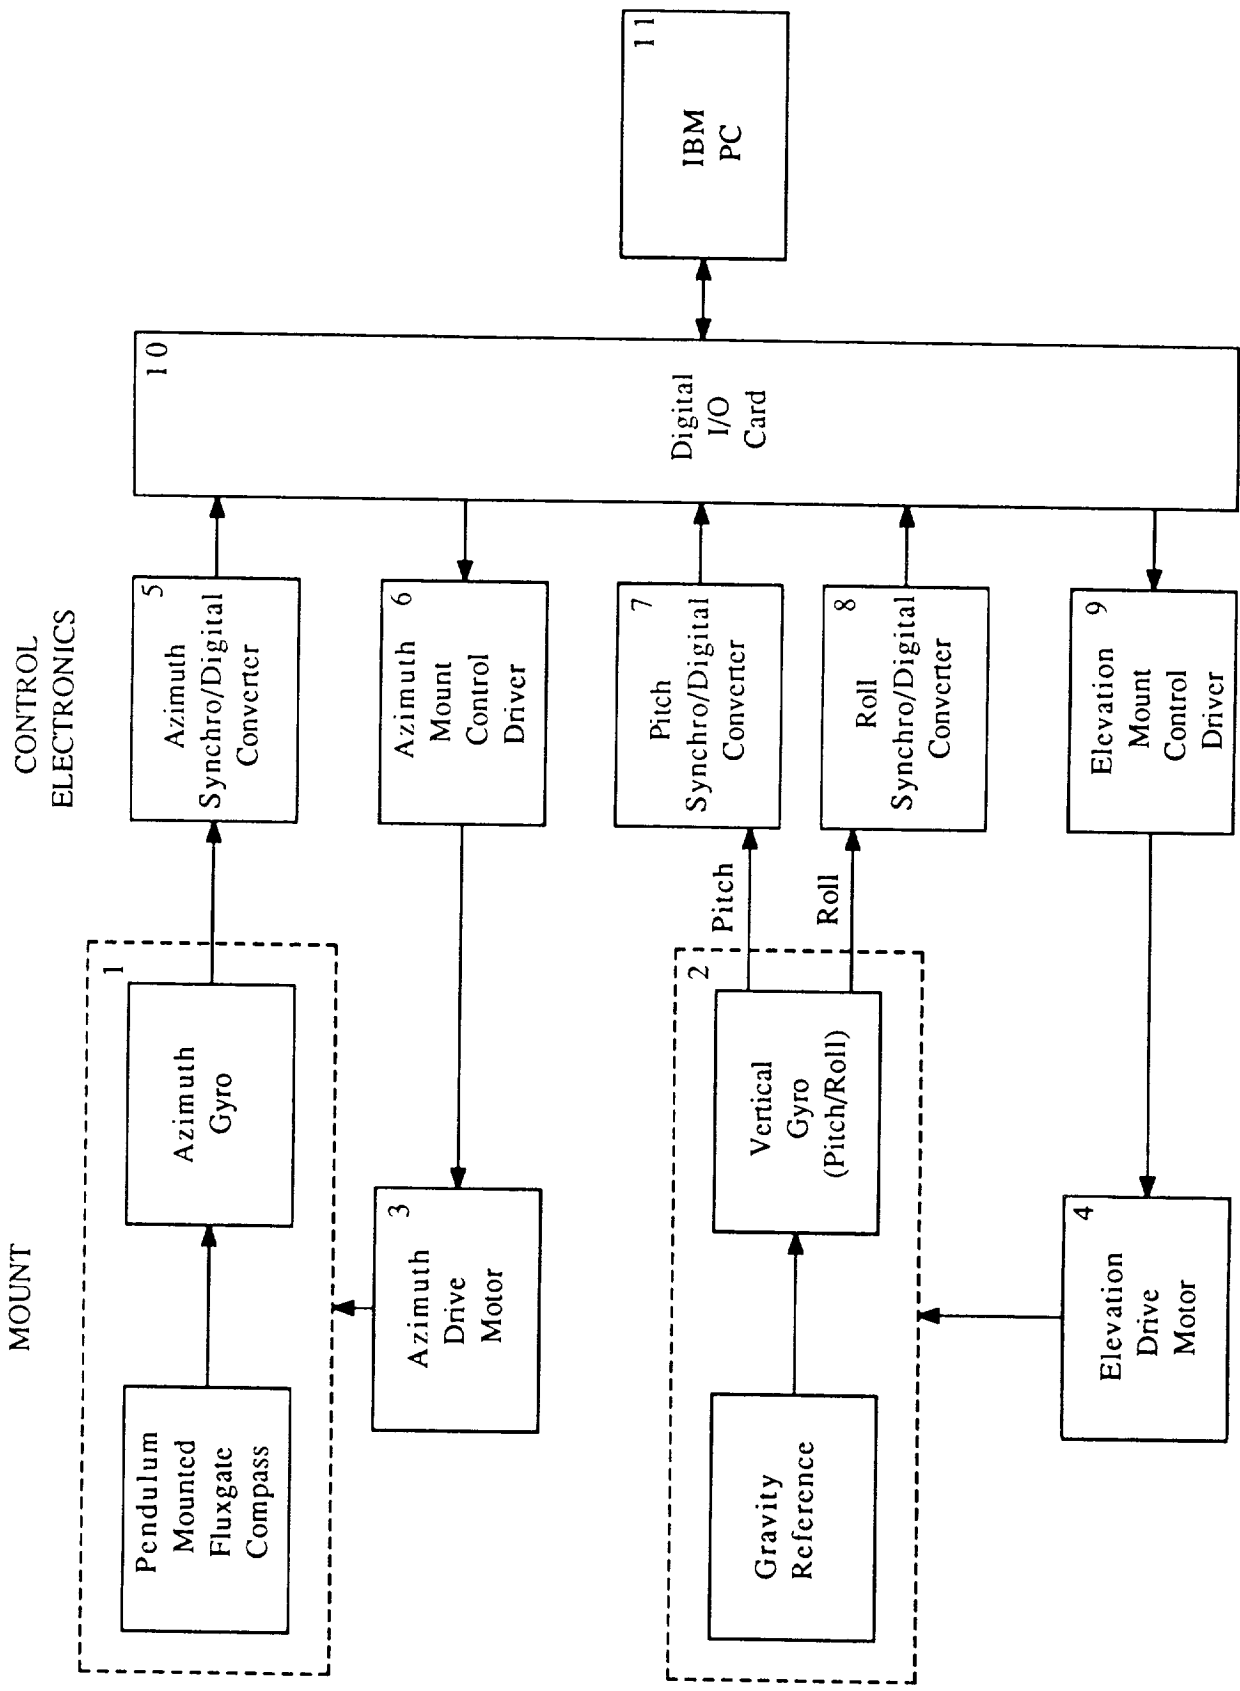 MOUNT
CONTROL
ELECTRONICS
Pendulum
Mounted
Fluxgate
Compass
1
Azimuth
Gyro
5
Azimuth
Synchro/Digital
Converter
10
Digital
I/O
Card
11
IBM
PC
3
Azimuth
Drive
Motor
6
Azimuth
Mount
Control
Driver
Gravity
Reference
2
Vertical
Gyro
(Pitch/Roll)
Pitch
Roll
7
Pitch
Synchro/Digital
Converter
8
Roll
Synchro/Digital
Converter
4
Elevation
Drive
Motor
9
Elevation
Mount
Control
Driver